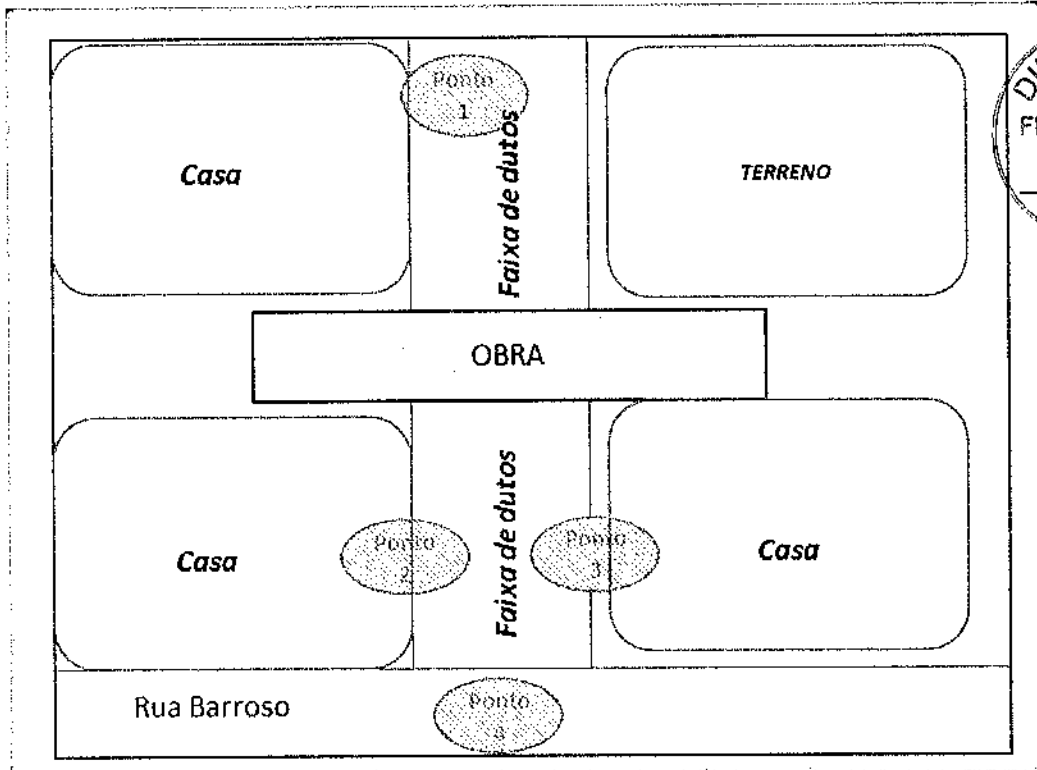 Ponto
1
Faixa de dutos
Casa
TERRENO
OBRA
Faixa de dutos
Ponto
2
Ponto
3
Casa
Casa
Rua Barroso
Ponto